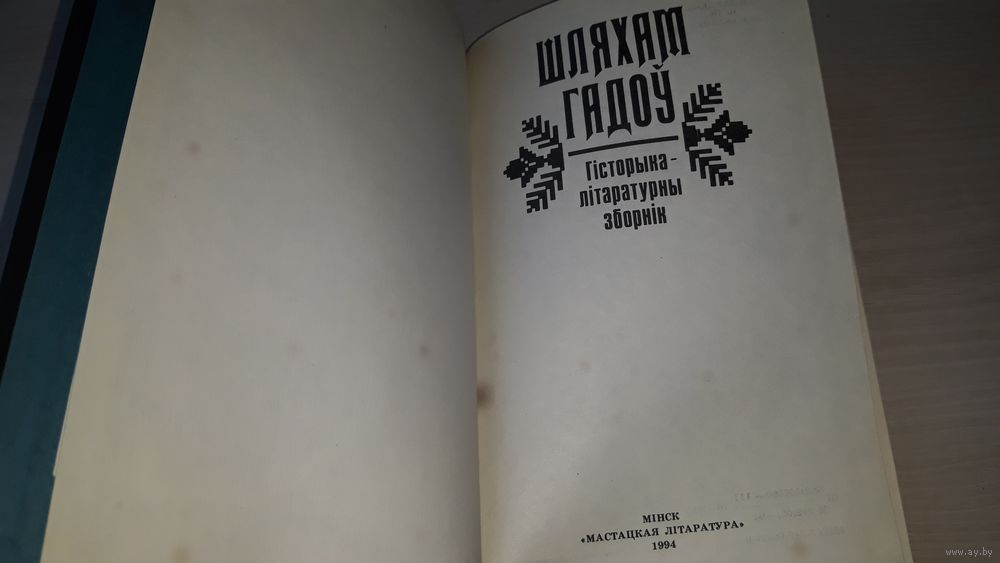 ШЛЯХАМ
ГАДОЎ
Гісторыка-
літаратурны
зборнік
МІНСК
«МАСТАЦКАЯ ЛІТАРАТУРА»
1994
www.ay.by